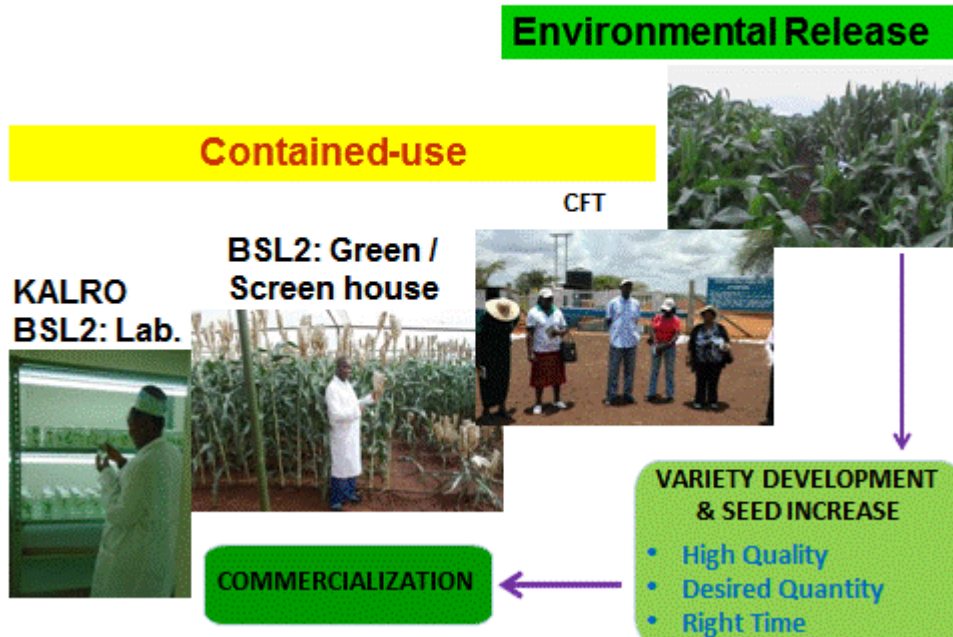 Environmental Release
Contained-use
CFT
BSL2: Green /
Screen house
KALRO
BSL2: Lab.
VARIETY DEVELOPMENT
& SEED INCREASE
• High Quality
• Desired Quantity
• Right Time
COMMERCIALIZATION